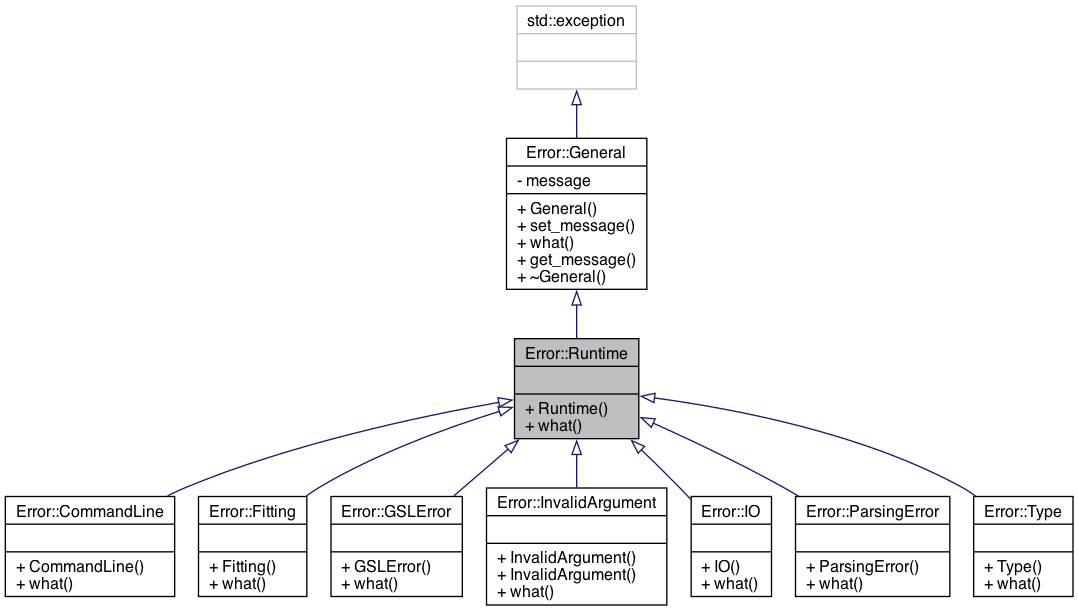 std::exception
Error::General
- message
+ General()
+ set_message()
+ what()
+ get_message()
+ ~General()
Error::Runtime
+ Runtime()
+ what()
Error::CommandLine
+ CommandLine()
+ what()
Error::Fitting
+ Fitting()
+ what()
Error::GSLError
+ GSLError()
+ what()
Error::InvalidArgument
+ InvalidArgument()
+ InvalidArgument()
+ what()
Error::IO
+ IO()
+ what()
Error::ParsingError
+ ParsingError()
+ what()
Error::Type
+ Type()
+ what()